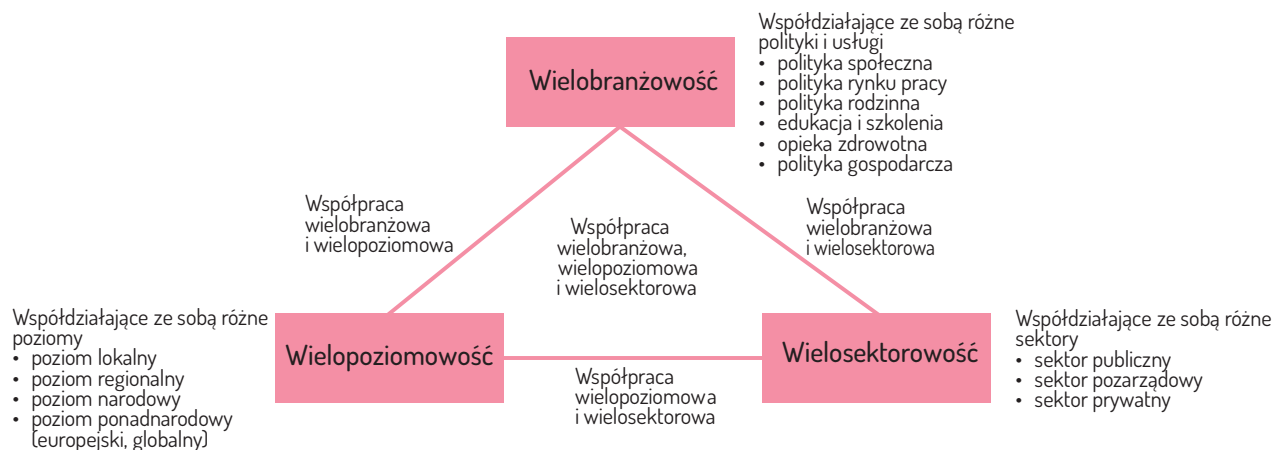 Współdziałające ze sobą różne
polityki i usługi
• polityka społeczna
• polityka rynku pracy
• polityka rodzinna
• edukacja i szkolenia
• opieka zdrowotna
• polityka gospodarcza
Wielobranżowość
Współpraca
wielobranżowa
i wielopoziomowa
Współpraca
wielobranżowa,
wielopoziomowa
i wielosektorowa
Współpraca
wielobranżowa
i wielosektorowa
Współdziałające ze sobą różne
poziomy
• poziom lokalny
• poziom regionalny
• poziom narodowy
• poziom ponadnarodowy
(europejski, globalny)
Wielopoziomowość
Współpraca
wielopoziomowa
i wielosektorowa
Wielosektorowość
Współdziałające ze sobą różne
sektory
• sektor publiczny
• sektor pozarządowy
• sektor prywatny